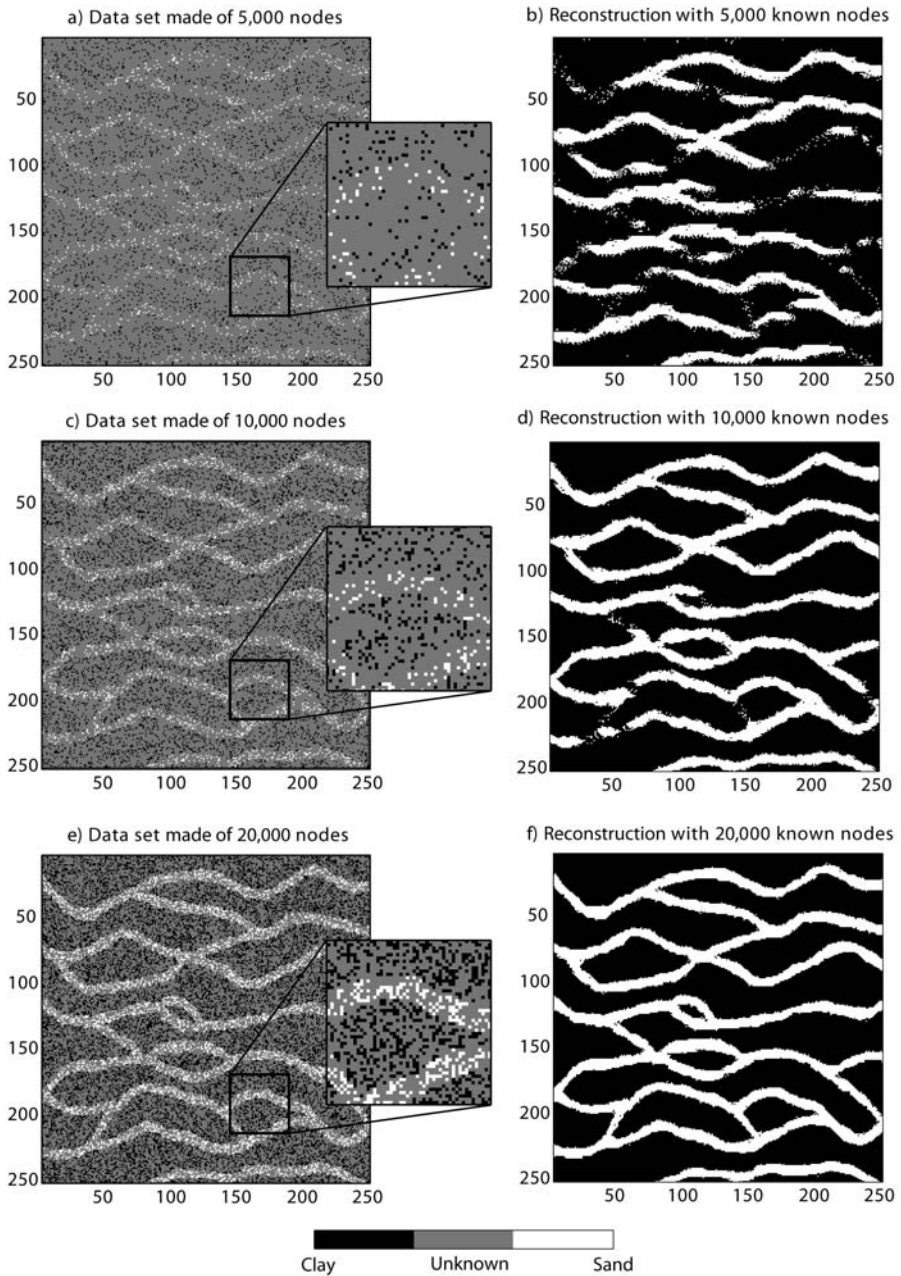 a) Data set made of 5,000 nodes
b) Reconstruction with 5,000 known nodes
50
100
150
200
250
50 100 150 200 250
50
100
150
200
250
50 100 150 200 250
c) Data set made of 10,000 nodes
d) Reconstruction with 10,000 known nodes
50
100
150
200
250
50 100 150 200 250
50
100
150
200
250
50 100 150 200 250
e) Data set made of 20,000 nodes
f) Reconstruction with 20,000 known nodes
50
100
150
200
250
50 100 150 200 250
50
100
150
200
250
50 100 150 200 250
Clay Unknown Sand